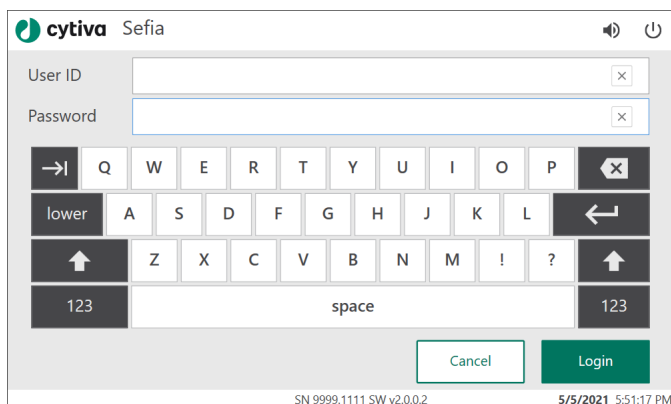 cytiva Sefia
User ID
Password
Q W E R T Y U I O P
lower A S D F G H J K L
Z X C V B N M ! ?
123 space 123
Cancel Login
SN 9999.1111 SW v2.0.0.2 5/5/2021 5:51:17 PM